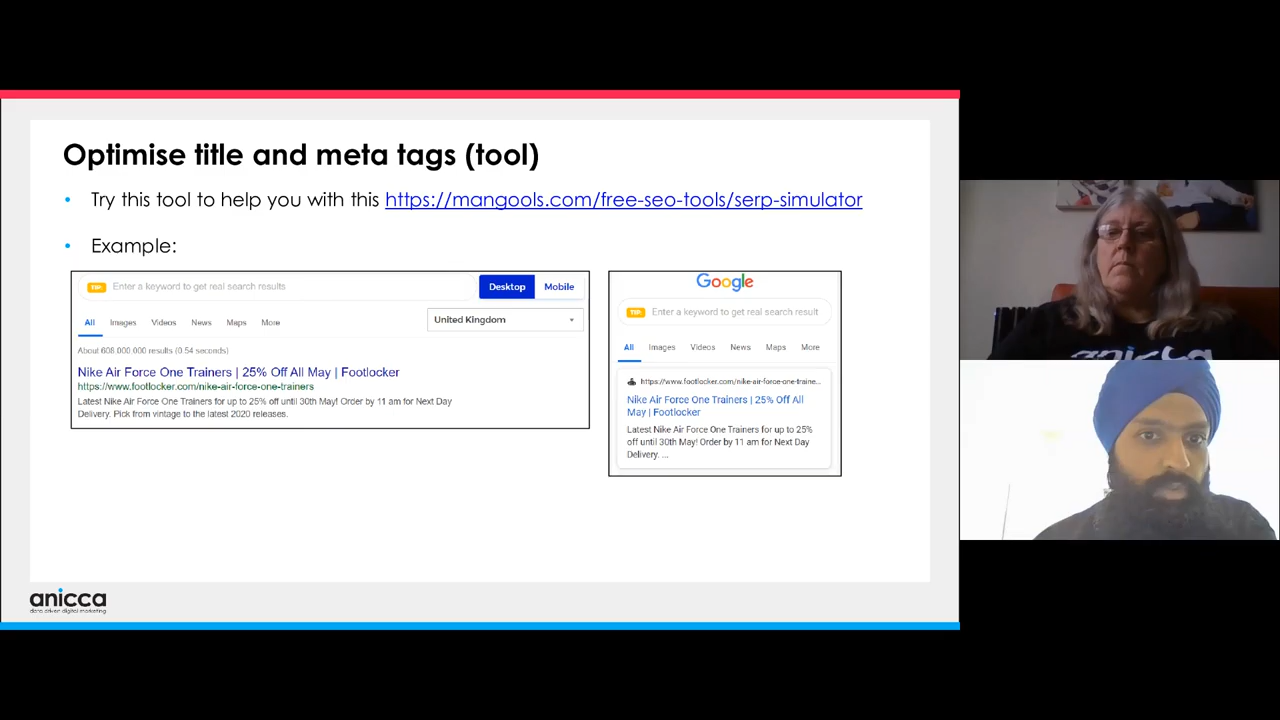 Optimise title and meta tags (tool)
• Try this tool to help you with this https://mangools.com/free-seo-tools/serp-simulator
• Example:
TIP: Enter a keyword to get real search results
Desktop Mobile
All Images Videos News Maps More
United Kingdom
About 608.000.000 results (0.54 seconds)
Nike Air Force One Trainers | 25% Off All May | Footlocker
https://www.footlocker.com/nike-air-force-one-trainers
Latest Nike Air Force One Trainers for up to 25% off until 30th May! Order by 11 am for Next Day
Delivery. Pick from vintage to the latest 2020 releases.
Google
TIP: Enter a keyword to get real search result
All Images Videos News Maps More
https://www.footlocker.com/nike-air-force-one-traine...
Nike Air Force One Trainers | 25% Off All
May | Footlocker
Latest Nike Air Force One Trainers for up to 25%
off until 30th May! Order by 11 am for Next Day
Delivery. ...
anicca
data driven digital marketing
anicca